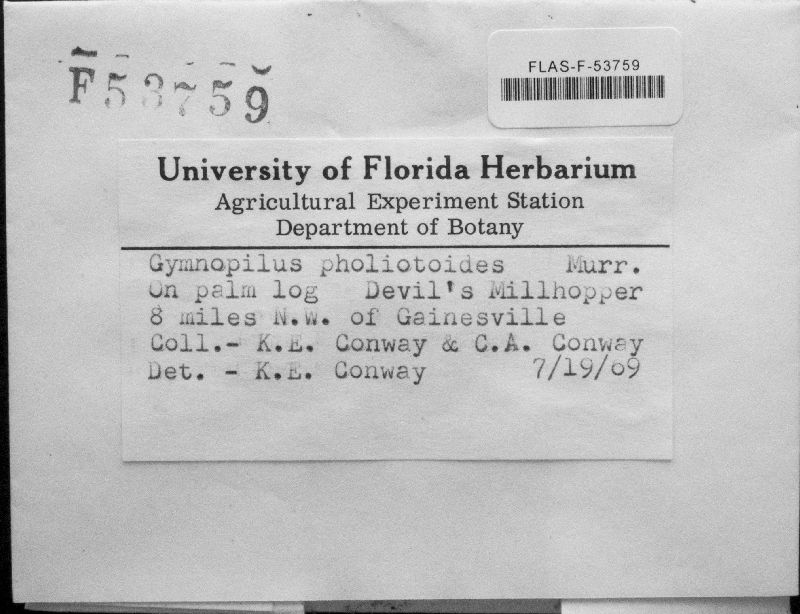 F53759
FLAS-F-53759
University of Florida Herbarium
Agricultural Experiment Station
Department of Botany
Gymnopilus pholiotoides Murr.
On palm log Devil's Millhopper
8 miles N.W. of Gainesville
Coll.- K.E. Conway & C.A. Conway
Det. - K.E. Conway 7/19/69